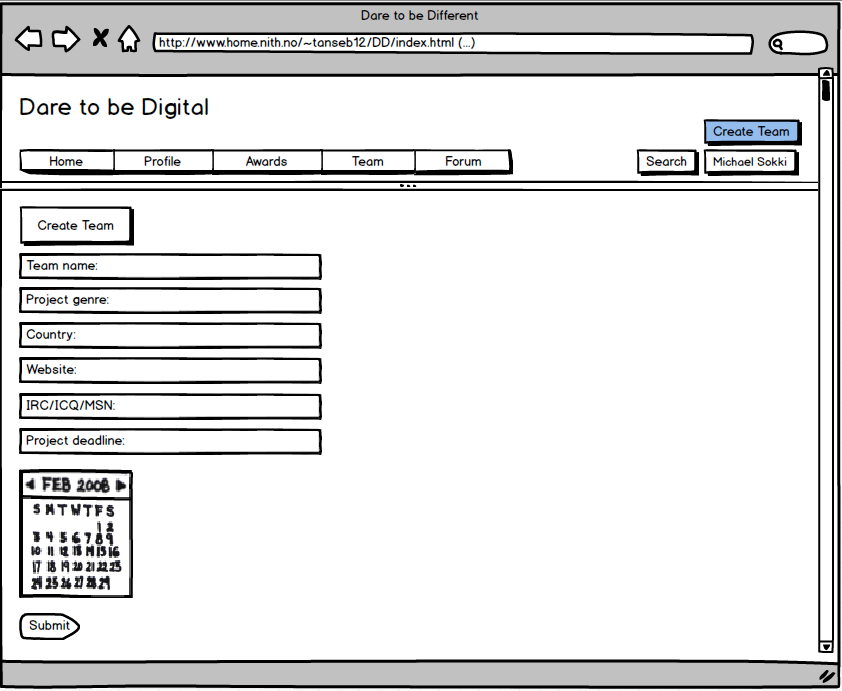 Dare to be Different
http://www.home.nith.no/~tanseb12/DD/index.html (...)
Dare to be Digital
Create Team
Home Profile Awards Team Forum Search Michael Sokki
Create Team
Team name:
Project genre:
Country:
Website:
IRC/ICQ/MSN:
Project deadline:
FEB 2008
S M T W T F S
1 2
3 4 5 6 7 8 9
10 11 12 13 14 15 16
17 18 19 20 21 22 23
24 25 26 27 28 29
Submit